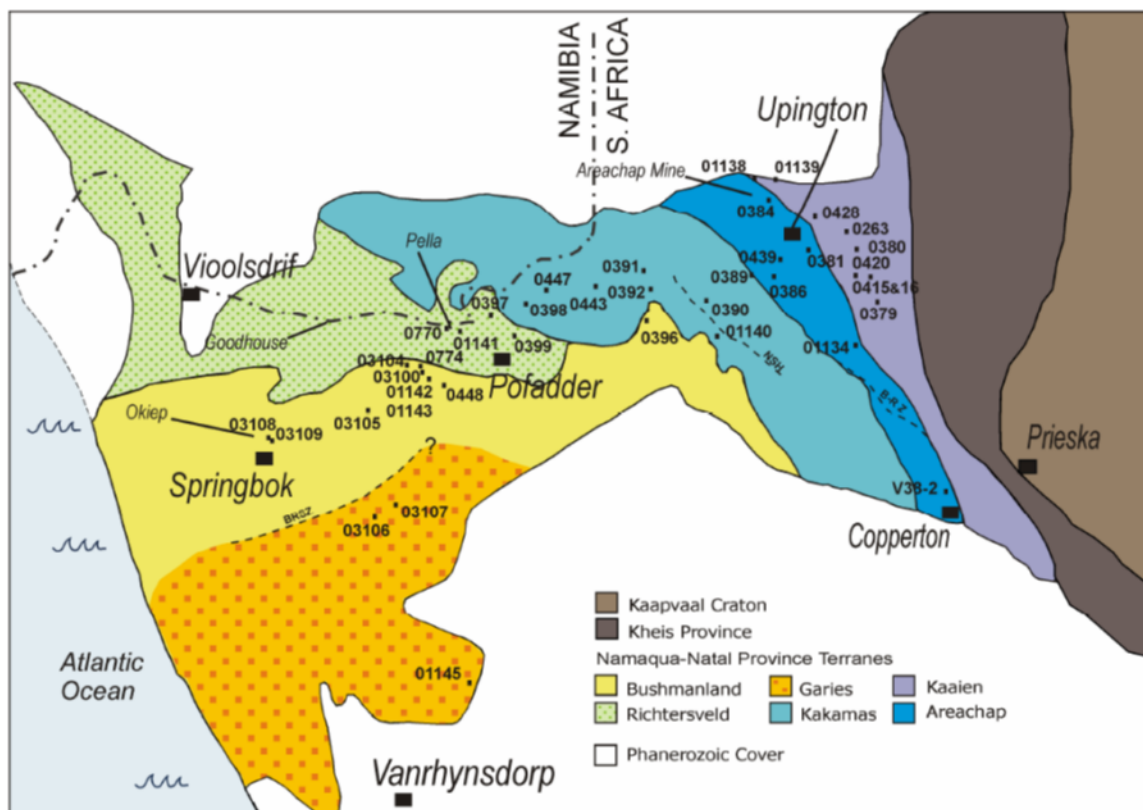 NAMIBIA
S. AFRICA
Upington
Areachap Mine
01138
01139
0384
0428
0263
0380
0439
0381
0420
0389
0386
0415&16
0379
Pella
0447
0391
0392
0443
0390
0397
0398
01140
NSHZ
0396
Vioolsdrif
Goodhouse
0770
01141
0399
0774
03104
03100
Pofadder
01142
0448
01143
03105
01134
BRZ
Okiep
03108
03109
Springbok
?
BRSZ
03107
03106
Prieska
V38-2
Copperton
Atlantic
Ocean
01145
Vanrhynsdorp
Kaapvaal Craton
Kheis Province
Namaqua-Natal Province Terranes
Bushmanland
Garies
Kaaien
Richtersveld
Kakamas
Areachap
Phanerozoic Cover